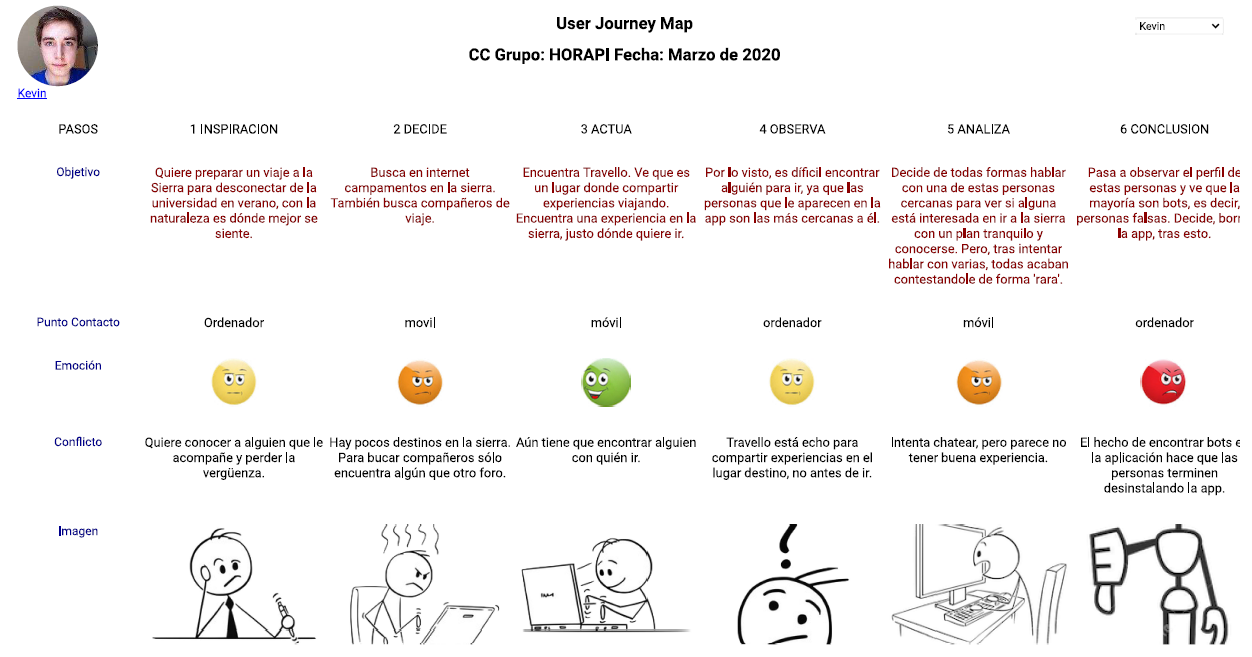 User Journey Map
Kevin
CC Grupo: HORAPI Fecha: Marzo de 2020
Kevin
PASOS
1 INSPIRACION
2 DECIDE
3 ACTUA
4 OBSERVA
5 ANALIZA
6 CONCLUSION
Objetivo
Quiere preparar un viaje a la
Sierra para desconectar de la
universidad en verano, con la
naturaleza es dónde mejor se
siente.
Busca en internet
campamentos en la sierra.
También busca compañeros de
viaje.
Encuentra Travello. Ve que es
un lugar donde compartir
experiencias viajando.
Encuentra una experiencia en la
sierra, justo dónde quiere ir.
Por lo visto, es díficil encontrar
alguién para ir, ya que las
personas que le aparecen en la
app son las más cercanas a él.
Decide de todas formas hablar
con una de estas personas
cercanas para ver si alguna
está interesada en ir a la sierra
con un plan tranquilo y
conocerse. Pero, tras intentar
hablar con varias, todas acaban
contestandole de forma 'rara'.
Pasa a observar el perfil de
estas personas y ve que la
mayoría son bots, es decir,
personas falsas. Decide, borr
la app, tras esto.
Punto Contacto
Ordenador
movil
móvil
ordenador
móvil
ordenador
Emoción
Conflicto
Quiere conocer a alguien que le
acompañe y perder la
vergüenza.
Hay pocos destinos en la sierra.
Para bucar compañeros sólo
encuentra algún que otro foro.
Aún tiene que encontrar alguien
con quién ir.
Travello está echo para
compartir experiencias en el
lugar destino, no antes de ir.
Intenta chatear, pero parece no
tener buena experiencia.
El hecho de encontrar bots e
la aplicación hace que las
personas terminen
desinstalando la app.
Imagen